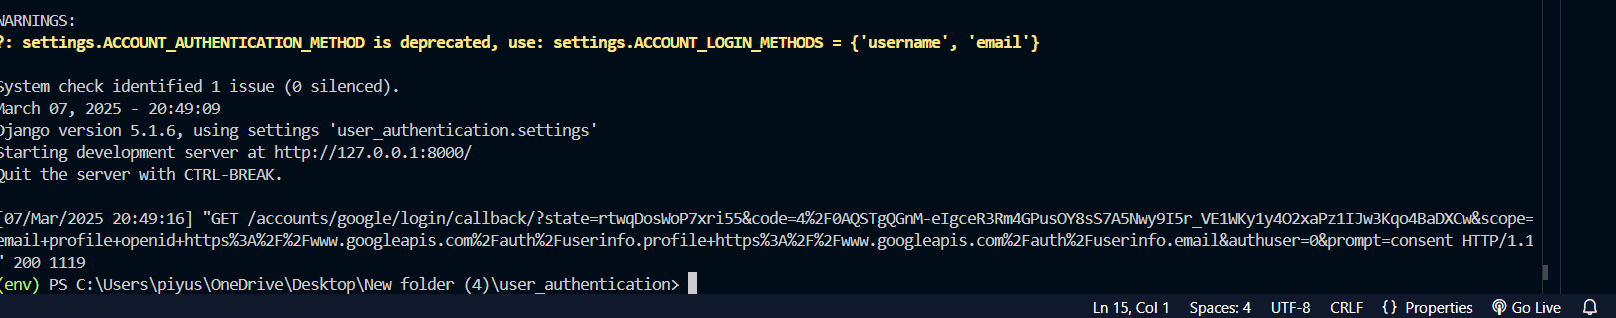 WARNINGS:
?: settings.ACCOUNT_AUTHENTICATION_METHOD is deprecated, use: settings.ACCOUNT_LOGIN_METHODS = {'username', 'email'}
System check identified 1 issue (0 silenced).
March 07, 2025 - 20:49:09
Django version 5.1.6, using settings 'user_authentication.settings'
Starting development server at http://127.0.0.1:8000/
Quit the server with CTRL-BREAK.
[07/Mar/2025 20:49:16] "GET /accounts/google/login/callback/?state=rtwqDosWoP7xri55&code=4%2F0AQSTgQGnM-eIgceR3Rm4GPusOY8sS7A5Nwy9I5r_VE1WKy1y4O2xaPz1IJw3Kqo4BaDXCw&scope=
email+profile+openid+https%3A%2F%2Fwww.googleapis.com%2Fauth%2Fuserinfo.profile+https%3A%2F%2Fwww.googleapis.com%2Fauth%2Fuserinfo.email&authuser=0&prompt=consent HTTP/1.1
" 200 1119
(env) PS C:\Users\piyus\OneDrive\Desktop\New folder (4)\user_authentication>
Ln 15, Col 1 Spaces: 4 UTF-8 CRLF {} Properties Go Live